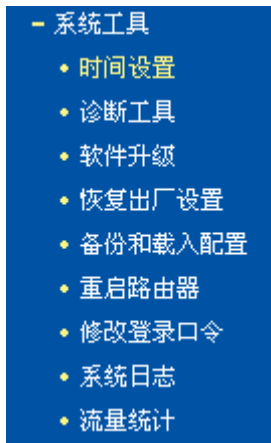 系统工具
时间设置
诊断工具
软件升级
恢复出厂设置
备份和载入配置
重启路由器
修改登录口令
系统日志
流量统计